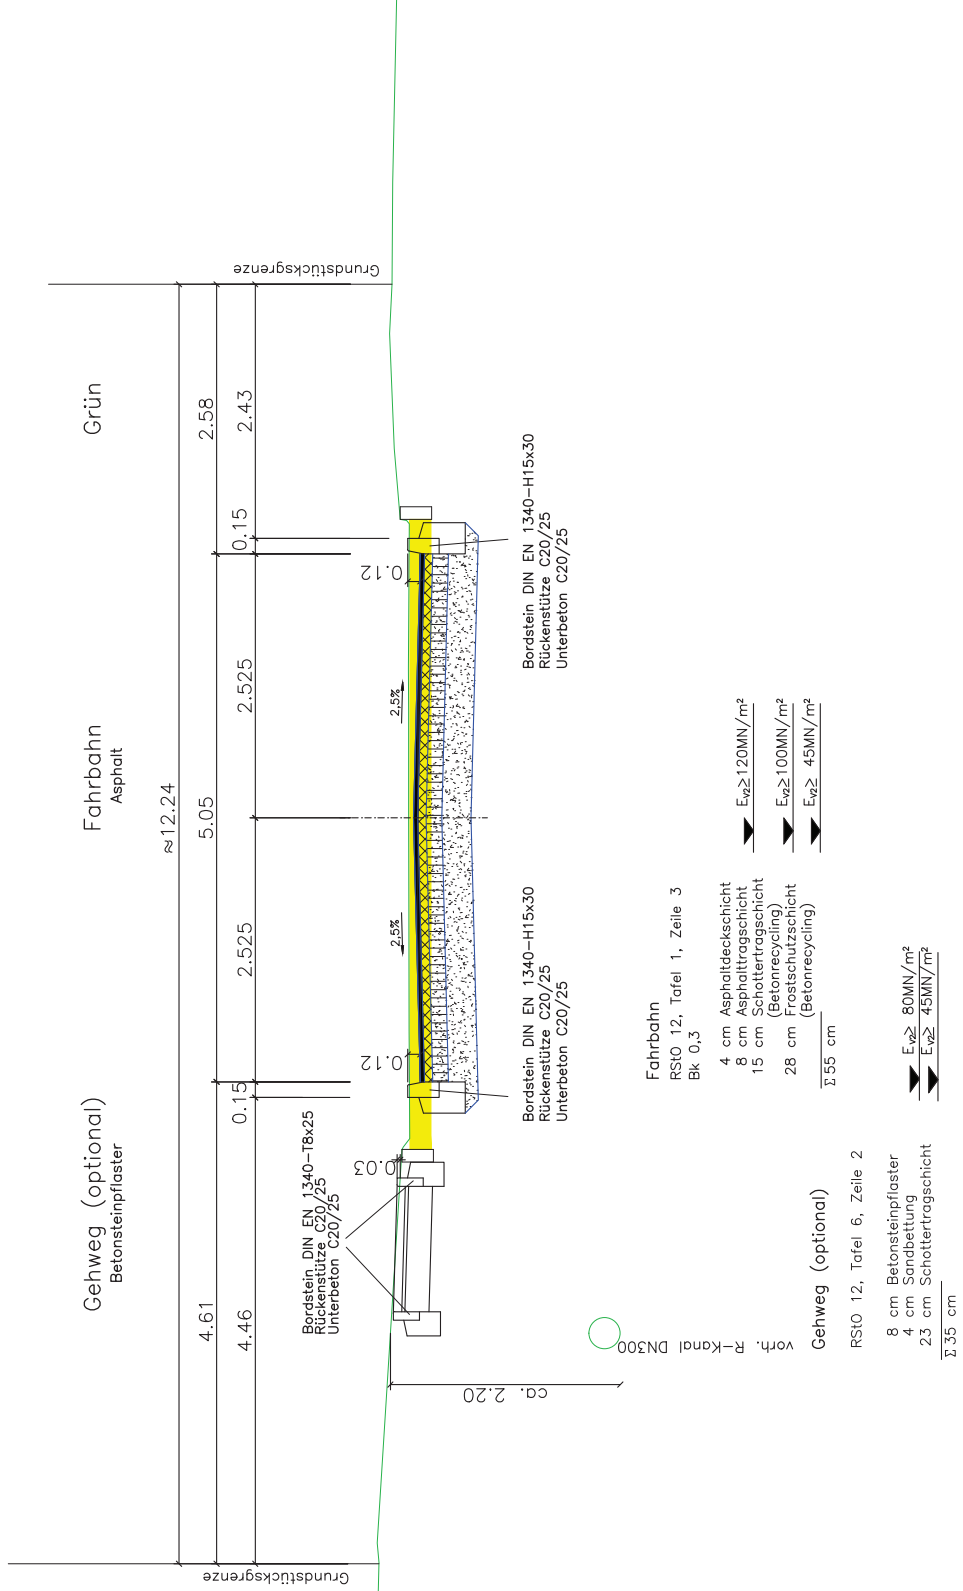 Gehweg (optional)
Betonsteinpflaster
Fahrbahn
Asphalt
Grün
≈12.24
4.61
5.05
2.58
4.46
0.15
2.525
2.525
0.15
2.43
Grundstücksgrenze
Grundstücksgrenze
Bordstein DIN EN 1340-T8x25
Rückenstütze C20/25
Unterbeton C20/25
0.03
0.12
2,5%
2,5%
0.12
ca. 2.20
vorh. R-Kanal DN300
Bordstein DIN EN 1340-H15x30
Rückenstütze C20/25
Unterbeton C20/25
Bordstein DIN EN 1340-H15x30
Rückenstütze C20/25
Unterbeton C20/25
Fahrbahn
RStO 12, Tafel 1, Zeile 3
Bk 0,3
4 cm Asphaltdeckschicht
8 cm Asphalttragschicht
15 cm Schottertragschicht
(Betonrecycling)
28 cm Frostschutzschicht
(Betonrecycling)
Σ 55 cm
Ev2≥120MN/m²
Ev2≥100MN/m²
Ev2≥ 45MN/m²
Gehweg (optional)
RStO 12, Tafel 6, Zeile 2
8 cm Betonsteinpflaster
4 cm Sandbettung
23 cm Schottertragschicht
Σ 35 cm
Ev2≥ 80MN/m²
Ev2≥ 45MN/m²